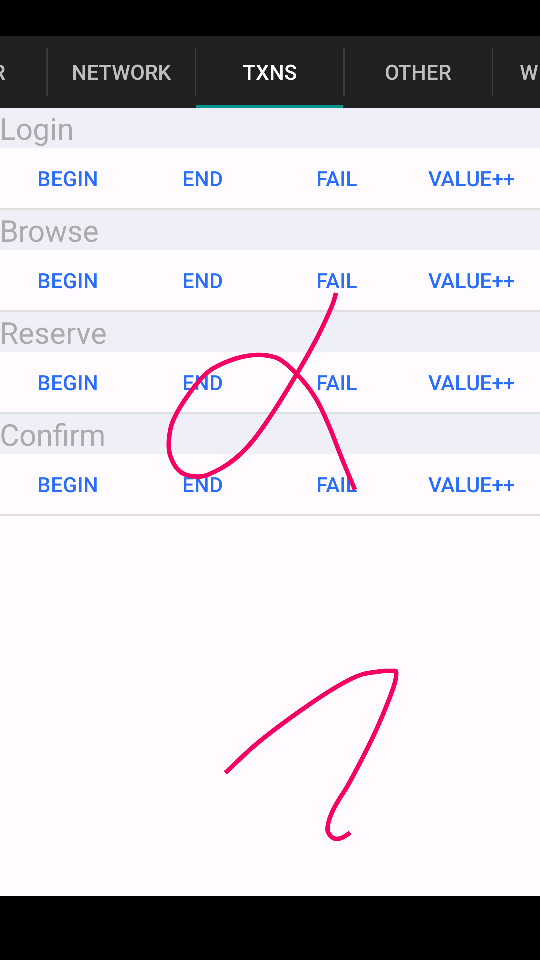 R NETWORK TXNS OTHER W
Login
BEGIN END FAIL VALUE++
Browse
BEGIN END FAIL VALUE++
Reserve
BEGIN END FAIL VALUE++
Confirm
BEGIN END FAIL VALUE++